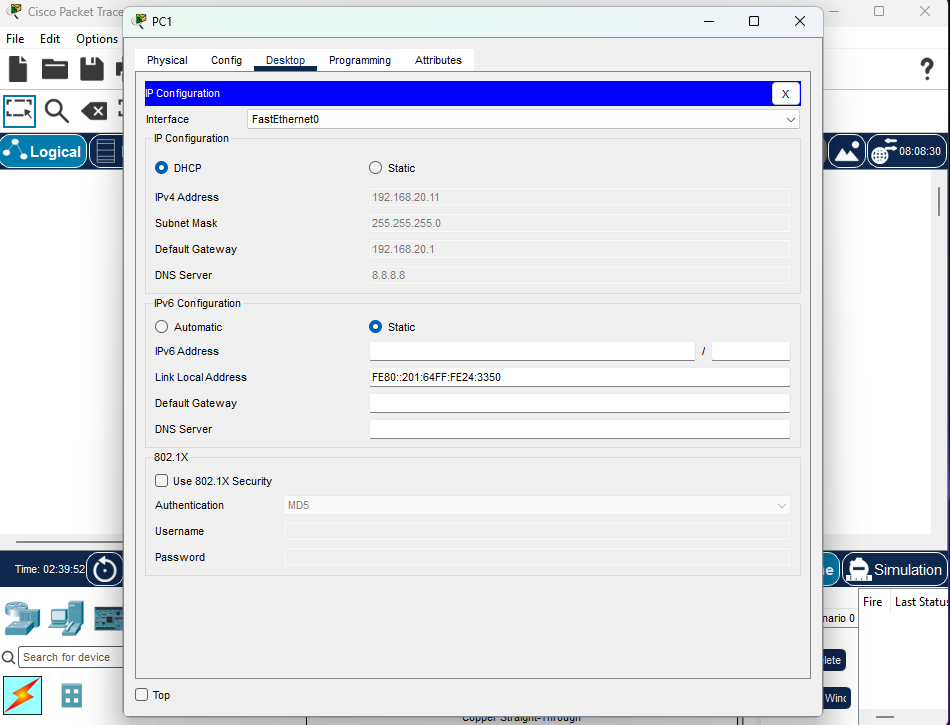 Cisco Packet Trace
PC1
File Edit Options
Physical Config Desktop Programming Attributes
IP Configuration
X
Interface FastEthernet0
IP Configuration
DHCP Static
IPv4 Address 192.168.20.11
Subnet Mask 255.255.255.0
Default Gateway 192.168.20.1
DNS Server 8.8.8.8
IPv6 Configuration
Automatic Static
IPv6 Address /
Link Local Address FE80::201:64FF:FE24:3350
Default Gateway
DNS Server
802.1X
Use 802.1X Security
Authentication MD5
Username
Password
Top
?
Logical
08:08:30
Time: 02:39:52
Simulation
Fire Last Status
nario 0
Search for device
lete
Wind
Copper Straight-Through